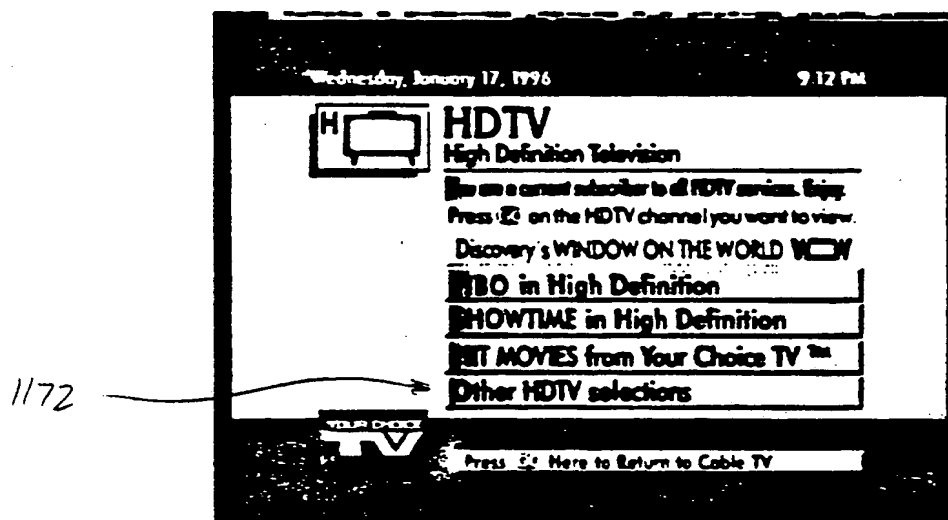 Wednesday, January 17, 1996 9:12 PM
H
HDTV
High Definition Television
You are a current subscriber to all HDTV services. Enjoy.
Press on the HDTV channel you want to view.
Discovery's WINDOW ON THE WORLD WOW
HBO in High Definition
SHOWTIME in High Definition
HIT MOVIES from Your Choice TV ™
Other HDTV selections
1172
YOUR CHOICE
TV
Press Here to Return to Cable TV